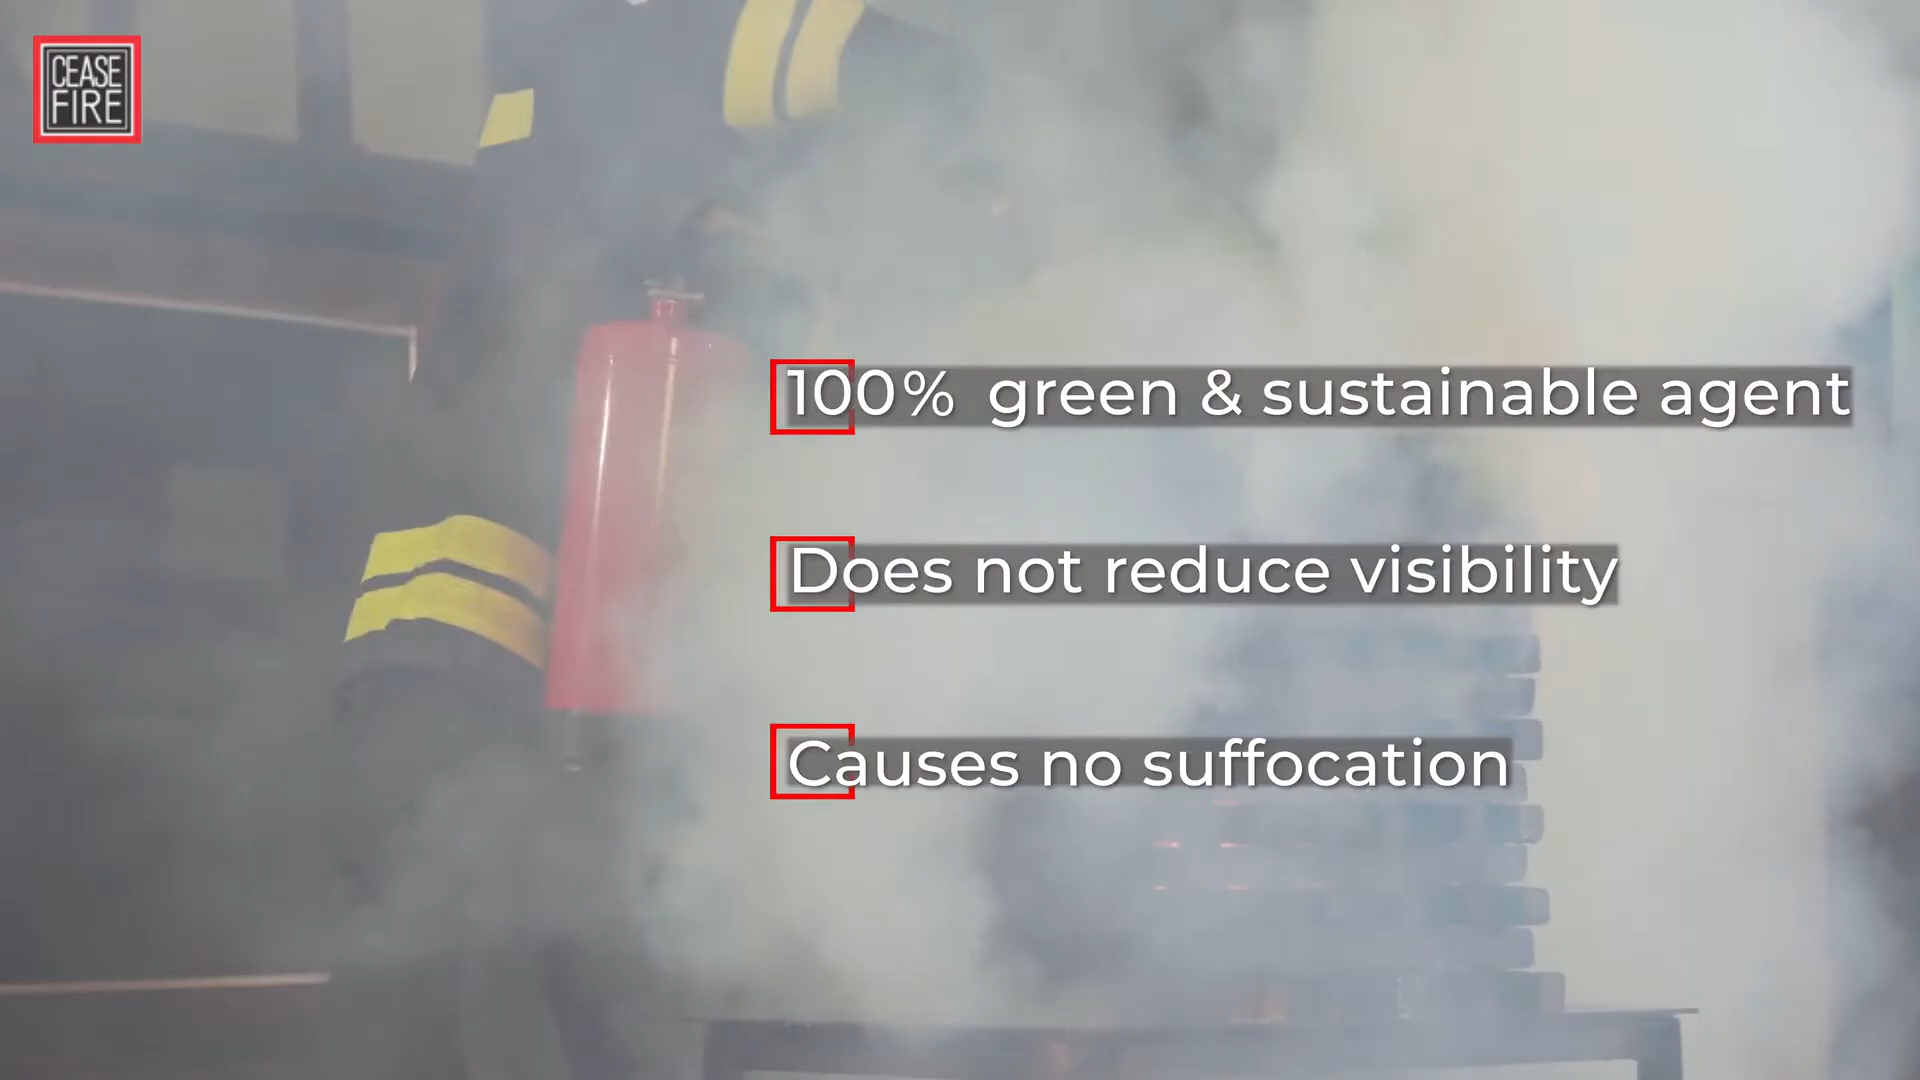 CEASE
FIRE
100% green & sustainable agent
Does not reduce visibility
Causes no suffocation